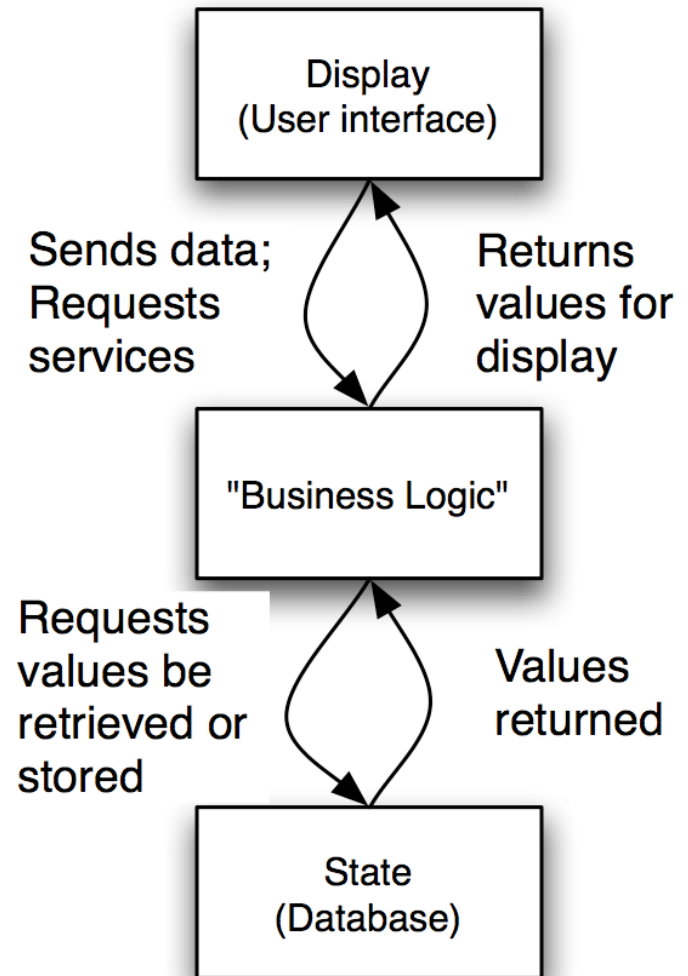 Display
(User interface)
Sends data;
Requests
services
Returns
values for
display
"Business Logic"
Requests
values be
retrieved or
stored
Values
returned
State
(Database)